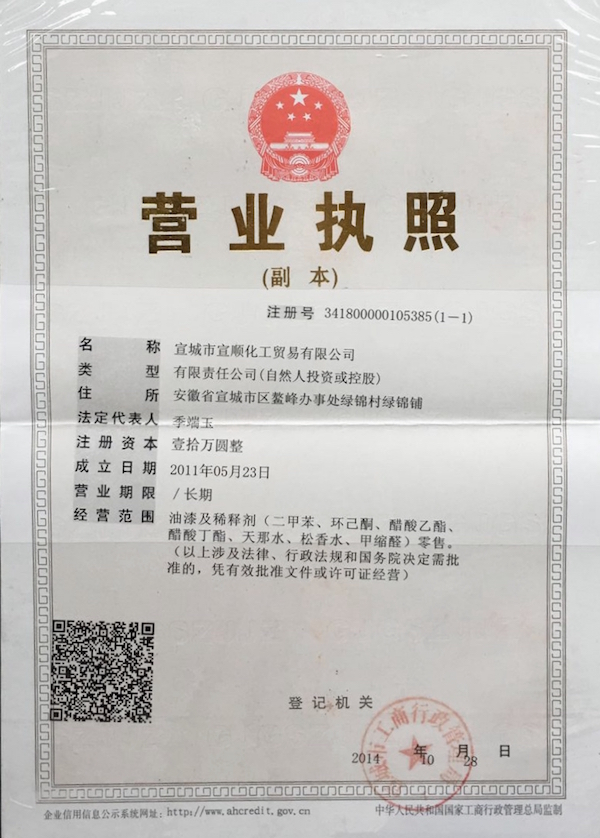 营业执照
(副 本)
注册号 341800000105385(1-1)
名称 宣城市宣顺化工贸易有限公司
类型 有限责任公司(自然人投资或控股)
住所 安徽省宣城市区鳌峰办事处绿锦村绿锦铺
法定代表人 季端玉
注册资本 壹拾万圆整
成立日期 2011年05月23日
营业期限 /长期
经营范围 油漆及稀释剂（二甲苯、环己酮、醋酸乙酯、
醋酸丁酯、天那水、松香水、甲缩醛）零售。
（以上涉及法律、行政法规和国务院决定需批
准的，凭有效批准文件或许可证经营）
登记机关
城市工商行政管理局
2014 年 10 月 28 日
企业信用信息公示系统网址: http://www.ahcredit.gov.cn 中华人民共和国国家工商行政管理总局监制